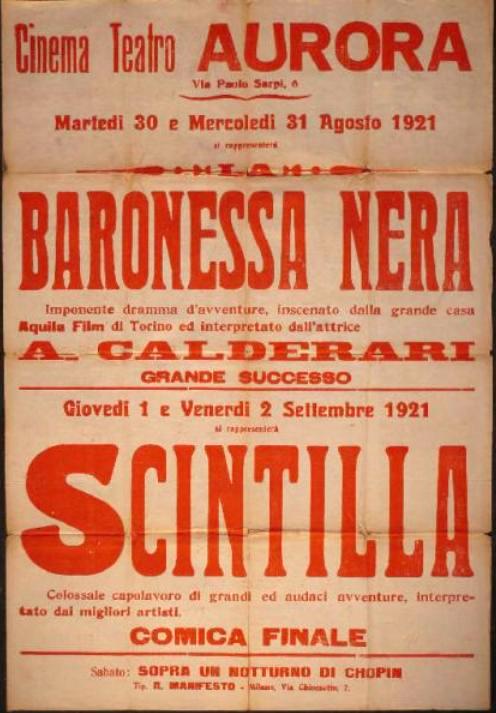 Cinema Teatro AURORA
Via Paolo Sarpi, 6
Martedì 30 e Mercoledì 31 Agosto 1921
si rappresenterà
LA
BARONESSA NERA
Imponente dramma d'avventure, inscenato dalla grande casa
Aquila Film di Torino ed interpretato dall'attrice
A. CALDERARI
GRANDE SUCCESSO
Giovedì 1 e Venerdì 2 Settembre 1921
si rappresenterà
SCINTILLA
Colossale capolavoro di grandi ed audaci avventure, interpre-
tato dai migliori artisti.
COMICA FINALE
Sabato: SOPRA UN NOTTURNO DI CHOPIN
Tip. R. MANIFESTO - Milano, Via 7.